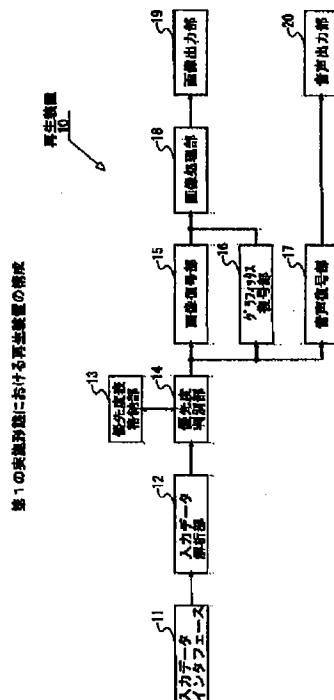 第1の実施形態における再生装置の構成
再生装置
10
11
入力データ
インタフェース
12
入力データ
解析部
13
優先度表
格納部
14
優先度
判別部
15
画像復号部
16
グラフィックス
復号部
17
音声復号部
18
画像処理部
19
画像出力部
20
音声出力部